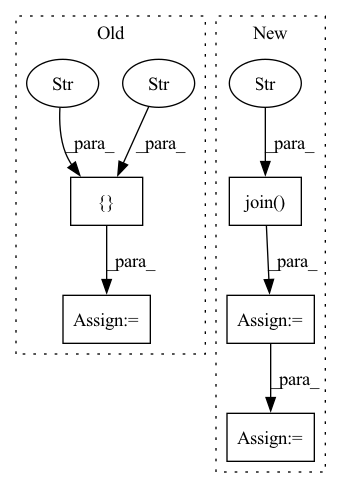 Old
New
Str
Str
Str
_para_
_para_
_para_
{}
join()
_para_
_para_
Assign:=
Assign:=
_para_
Assign:=